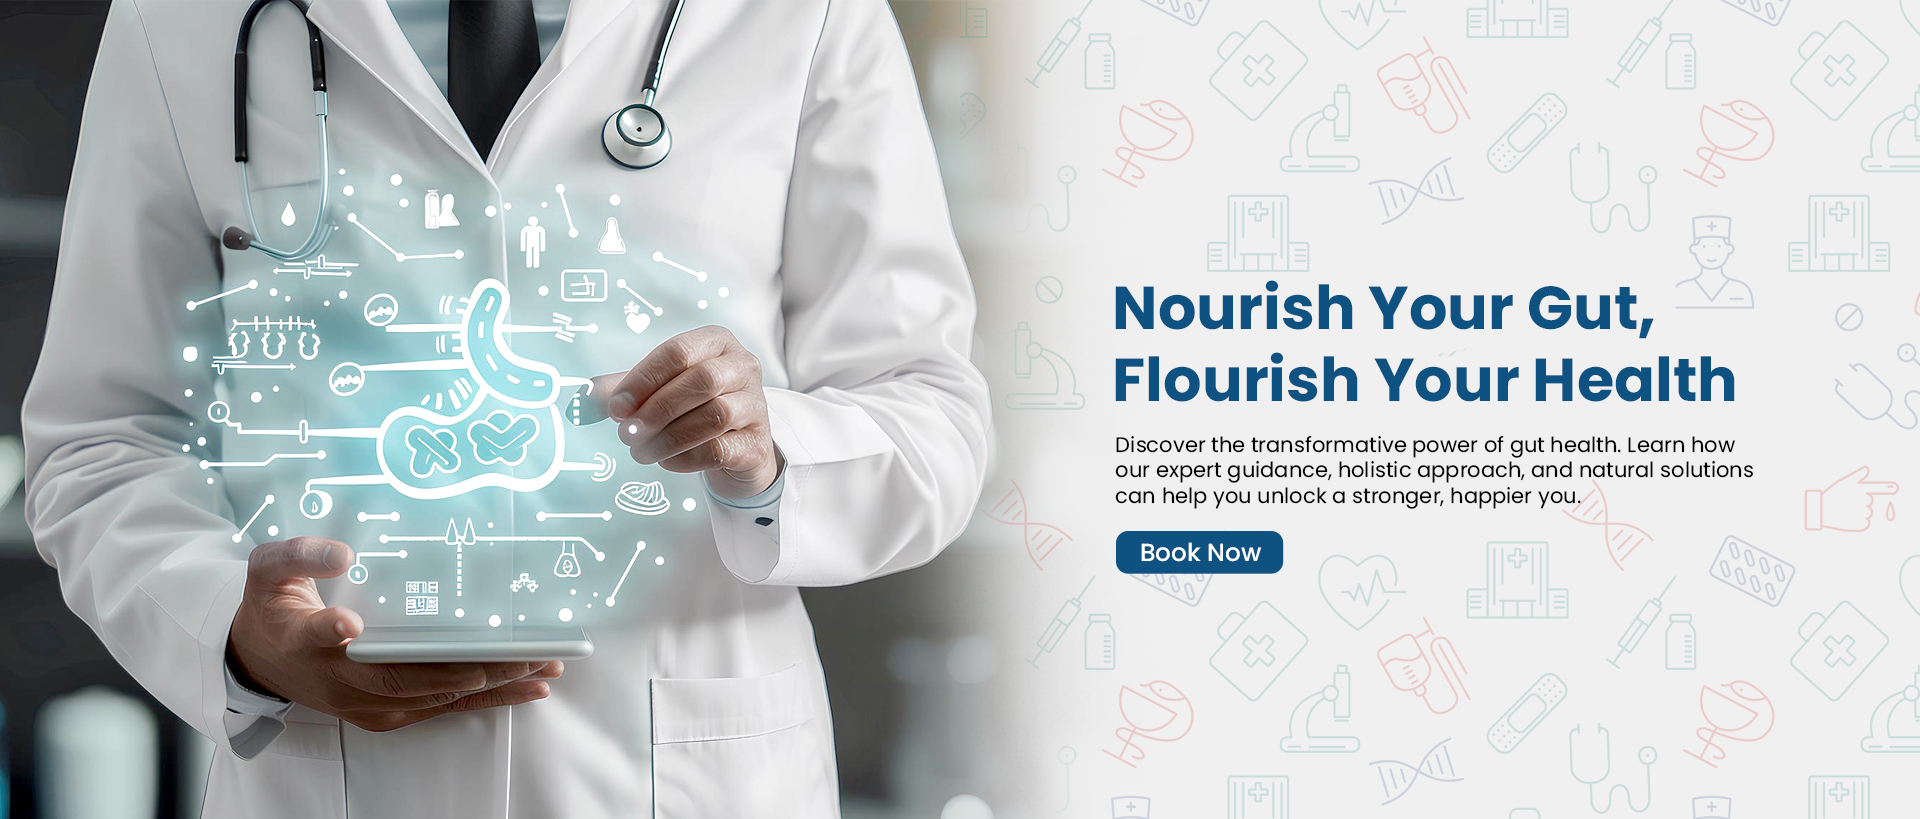 Nourish Your Gut,
Flourish Your Health
Discover the transformative power of gut health. Learn how
our expert guidance, holistic approach, and natural solutions
can help you unlock a stronger, happier you.
Book Now